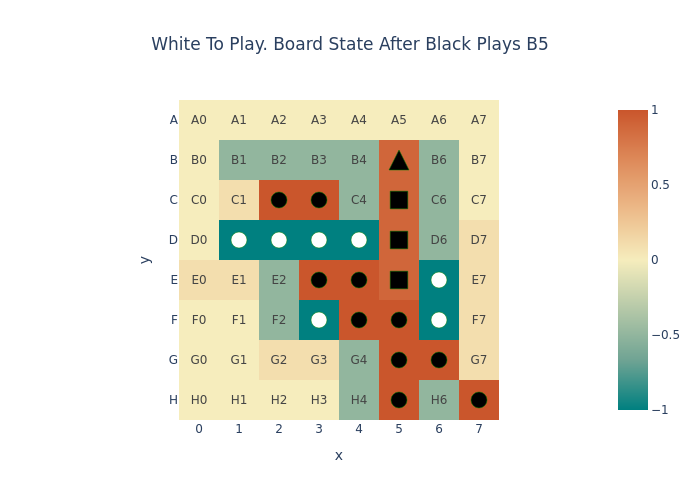 White To Play. Board State After Black Plays B5
A A0 A1 A2 A3 A4 A5 A6 A7
B B0 B1 B2 B3 B4 B6 B7
C C0 C1 C4 C6 C7
D D0 D6 D7
E E0 E1 E2 E7
F F0 F1 F2 F7
G G0 G1 G2 G3 G4 G7
H H0 H1 H2 H3 H4 H6
0 1 2 3 4 5 6 7
x
y
1
0.5
0
−0.5
−1